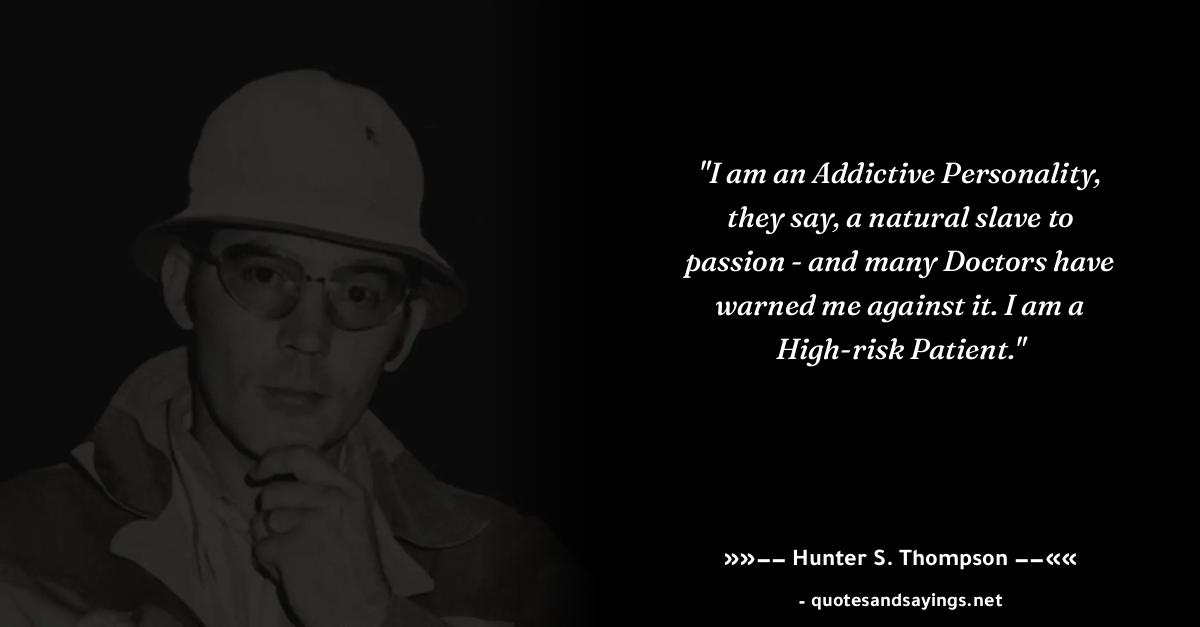 "I am an Addictive Personality,
they say, a natural slave to
passion - and many Doctors have
warned me against it. I am a
High-risk Patient."
»»–– Hunter S. Thompson ––««
- quotesandsayings.net